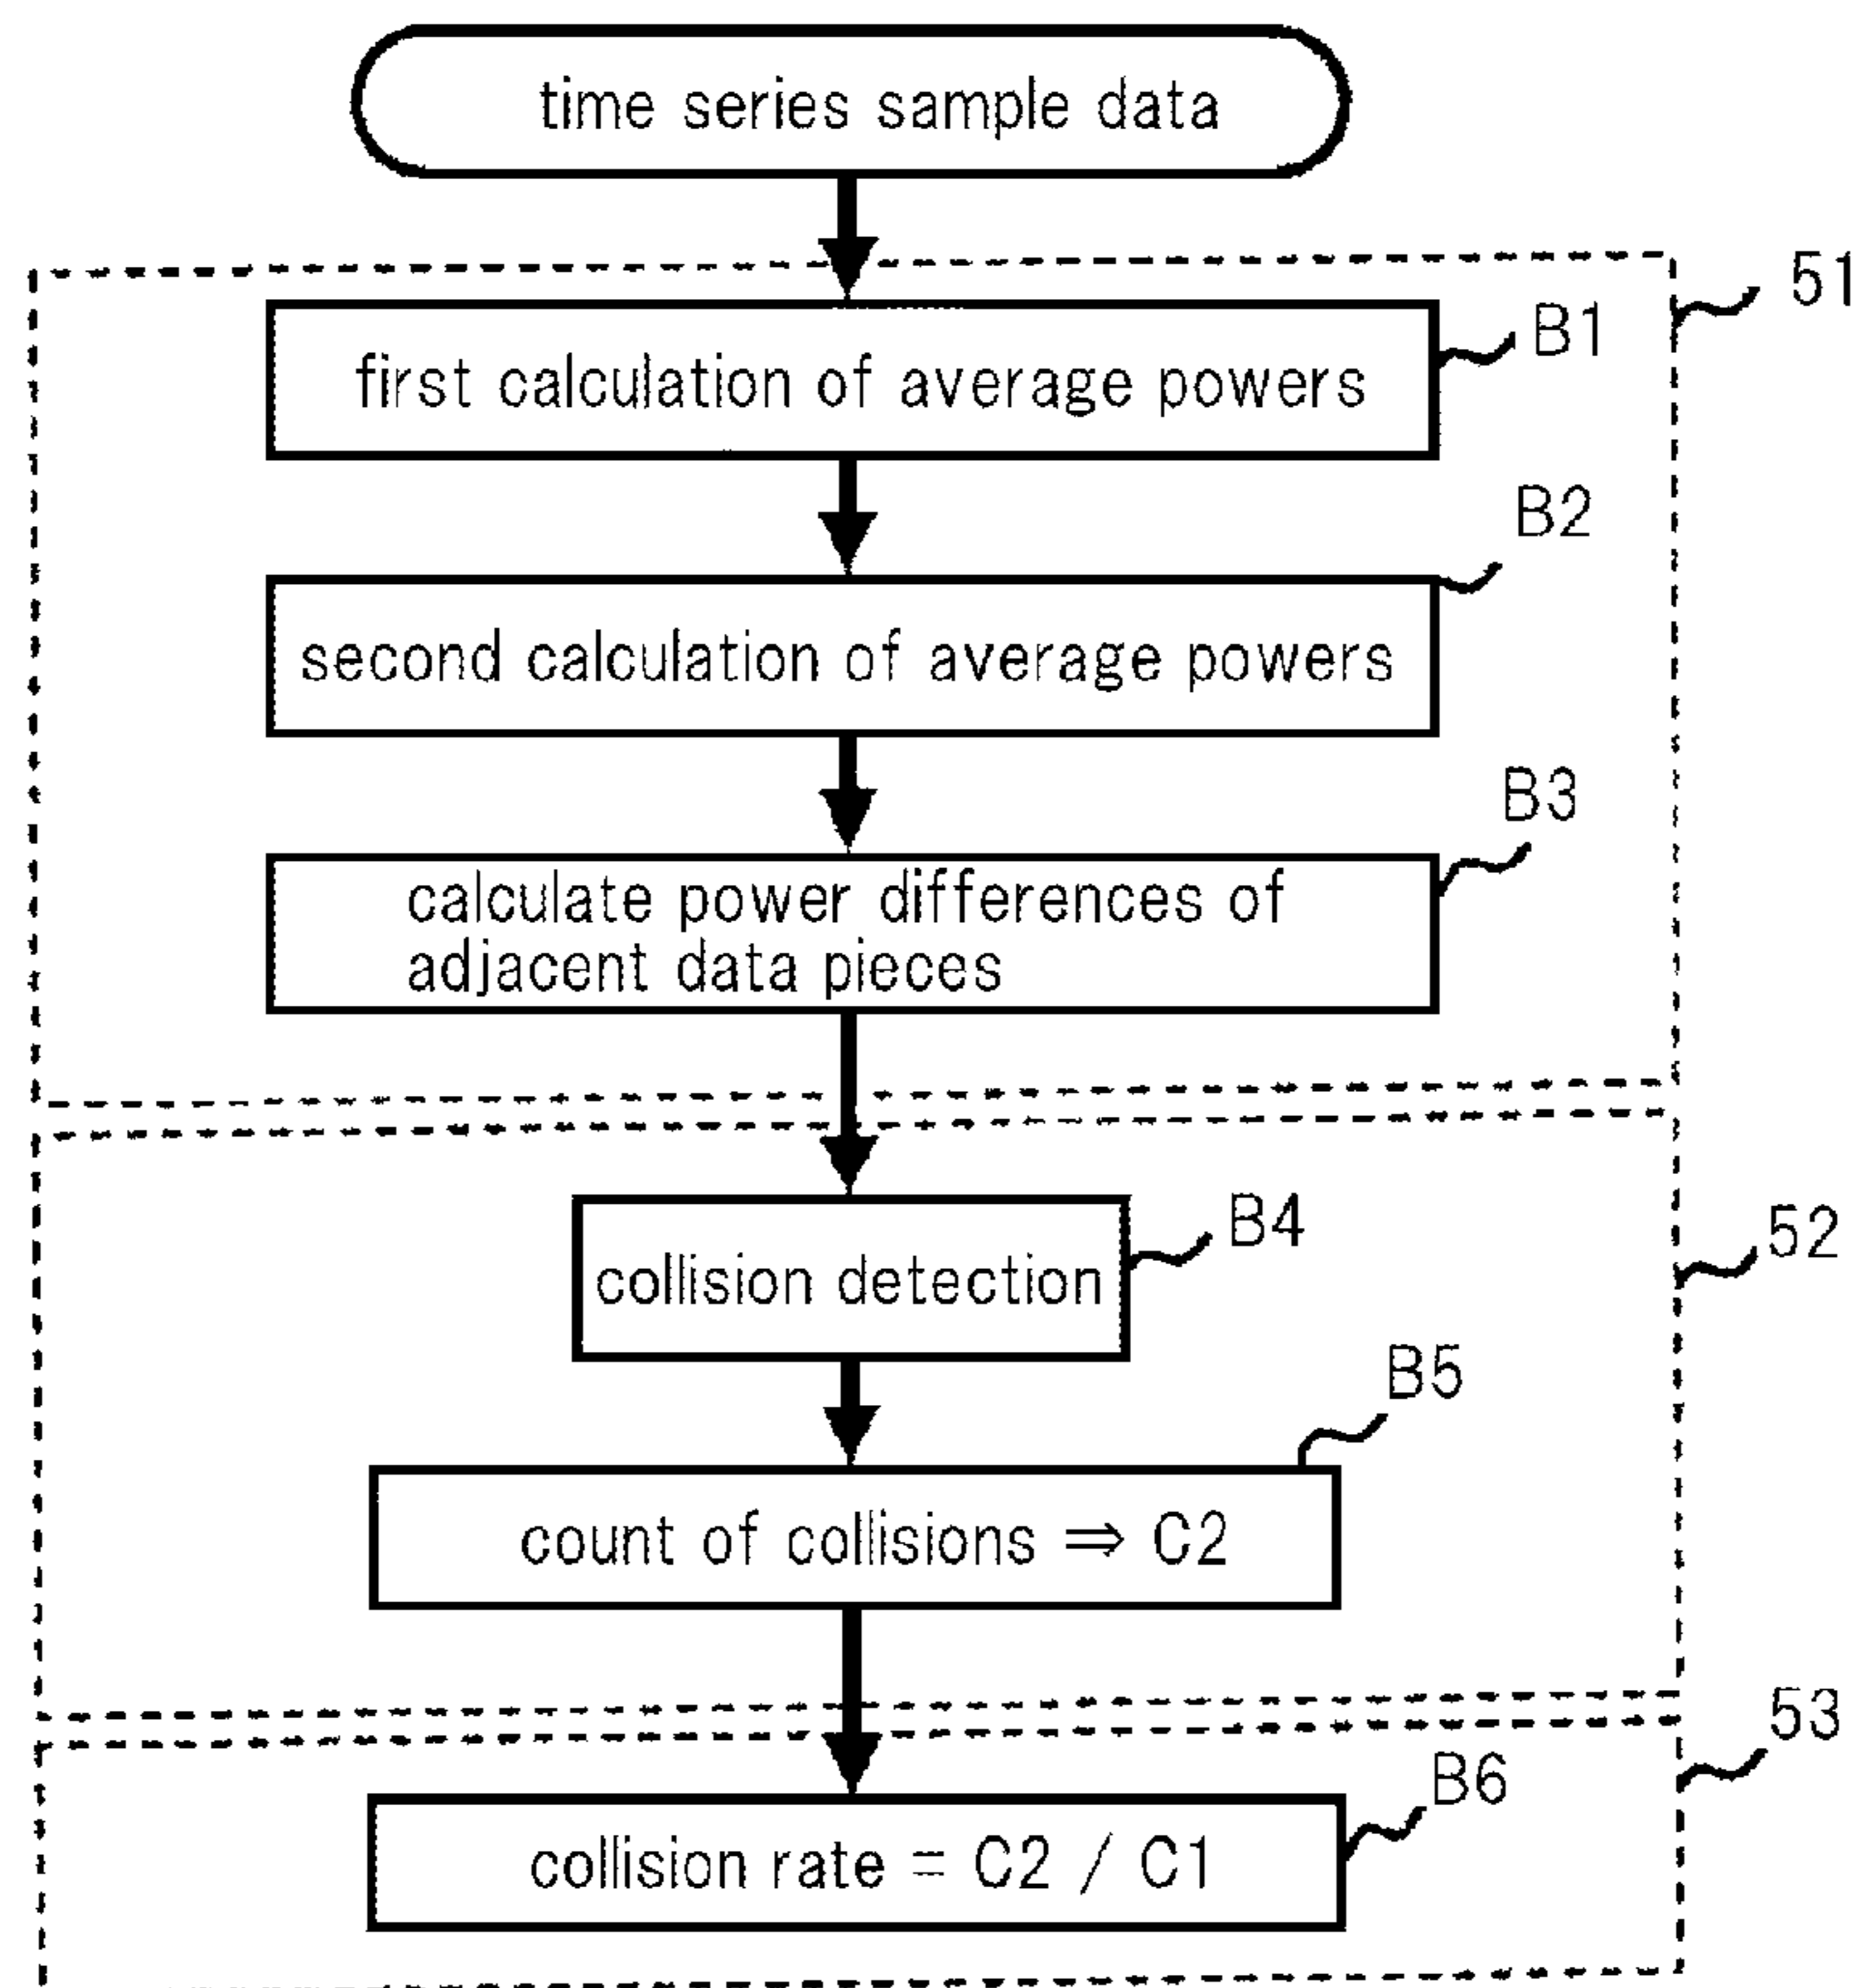 time series sample data
51
B1
first calculation of average powers
B2
second calculation of average powers
B3
calculate power differences of
adjacent data pieces
B4
52
collision detection
B5
count of collisions ⇒ C2
53
B6
collision rate = C2 / C1